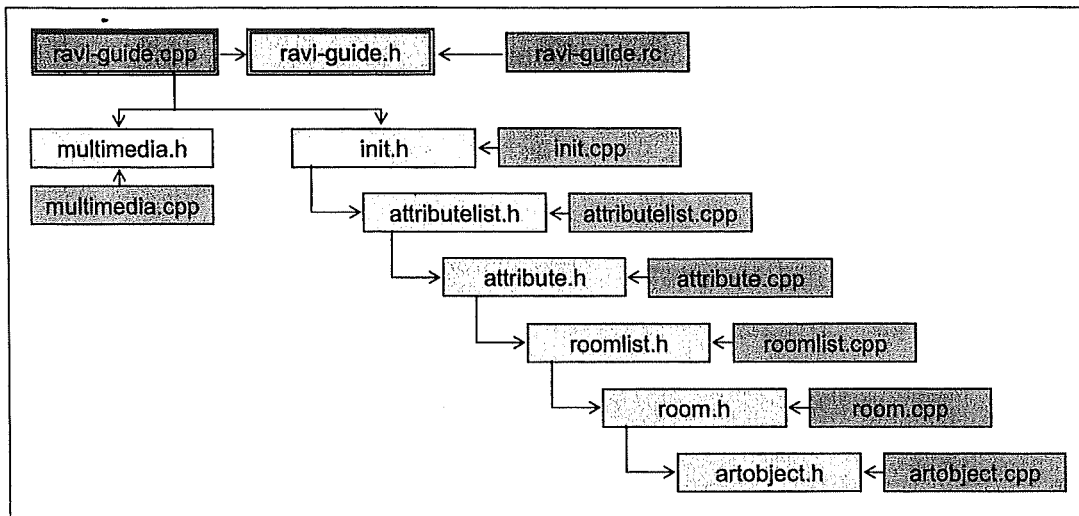 ravi-guide.cpp
ravi-guide.h
ravi-guide.rc
multimedia.h
init.h
init.cpp
multimedia.cpp
attributelist.h
attributelist.cpp
attribute.h
attribute.cpp
roomlist.h
roomlist.cpp
room.h
room.cpp
artobject.h
artobject.cpp